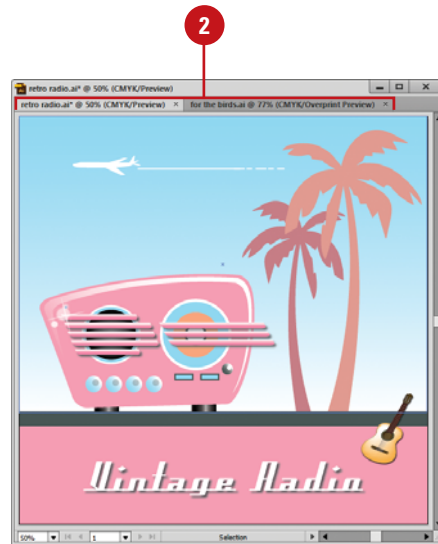 2
retro radio.ai* @ 50% (CMYK/Preview)
retro radio.ai* @ 50% (CMYK/Preview) × for the birds.ai @ 77% (CMYK/Overprint Preview) ×
Vintage Radio
50% 1 Selection